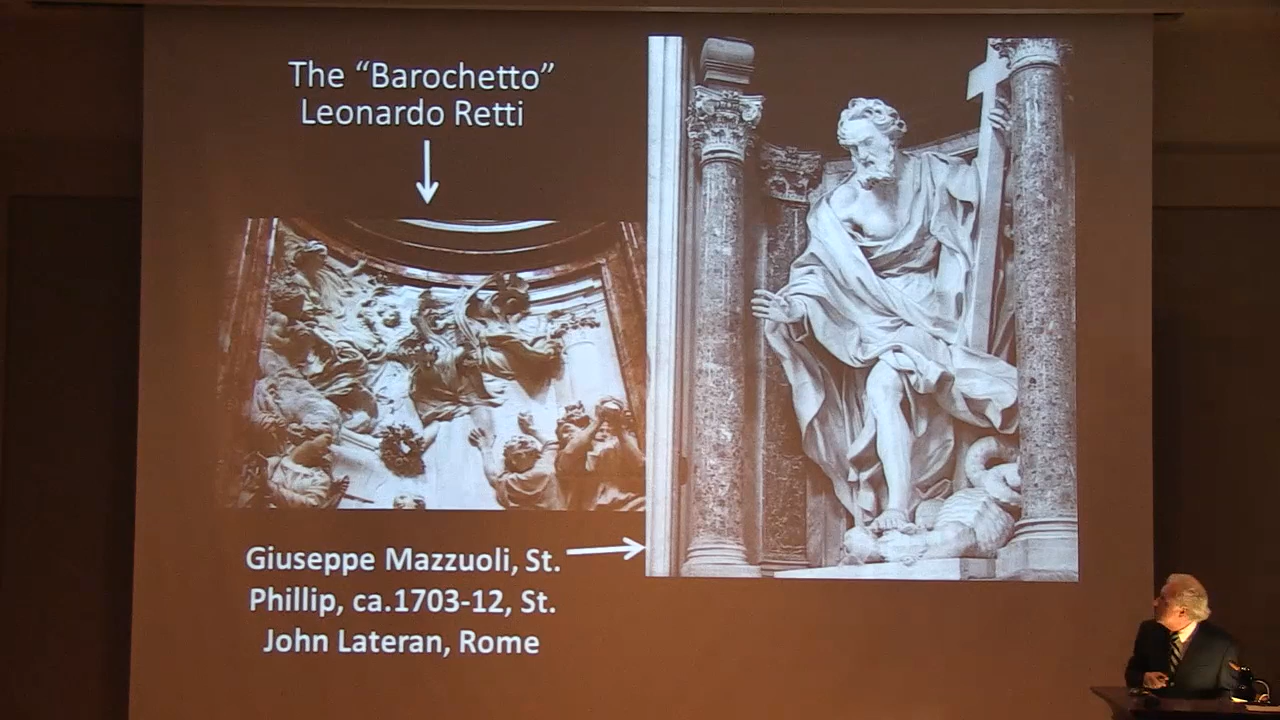 The “Barochetto”
Leonardo Retti
Giuseppe Mazzuoli, St.
Phillip, ca.1703-12, St.
John Lateran, Rome